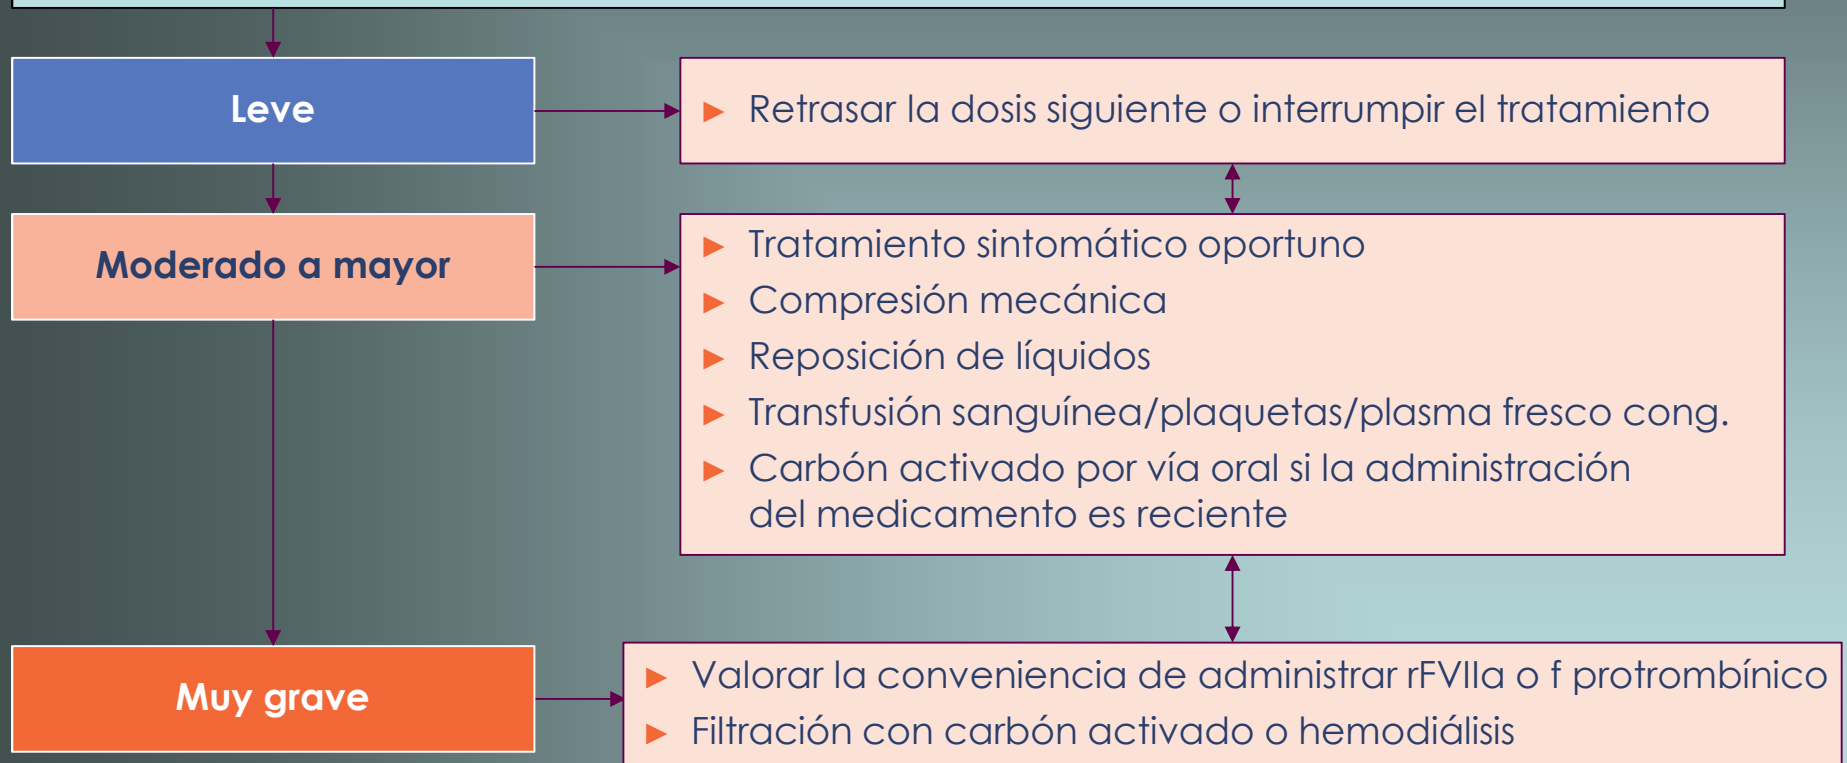 Leve
► Retrasar la dosis siguiente o interrumpir el tratamiento
Moderado a mayor
► Tratamiento sintomático oportuno
► Compresión mecánica
► Reposición de líquidos
► Transfusión sanguínea/plaquetas/plasma fresco cong.
► Carbón activado por vía oral si la administración
del medicamento es reciente
Muy grave
► Valorar la conveniencia de administrar rFVIIa o f protrombínico
► Filtración con carbón activado o hemodiálisis